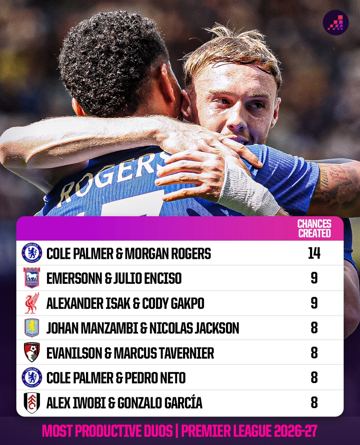 ROGERS
CHANCES
CREATED
COLE PALMER & MORGAN ROGERS 14
EMERSONN & JULIO ENCISO 9
ALEXANDER ISAK & CODY GAKPO 9
JOHAN MANZAMBI & NICOLAS JACKSON 8
EVANILSON & MARCUS TAVERNIER 8
COLE PALMER & PEDRO NETO 8
ALEX IWOBI & GONZALO GARCÍA 8
MOST PRODUCTIVE DUOS | PREMIER LEAGUE 2026-27